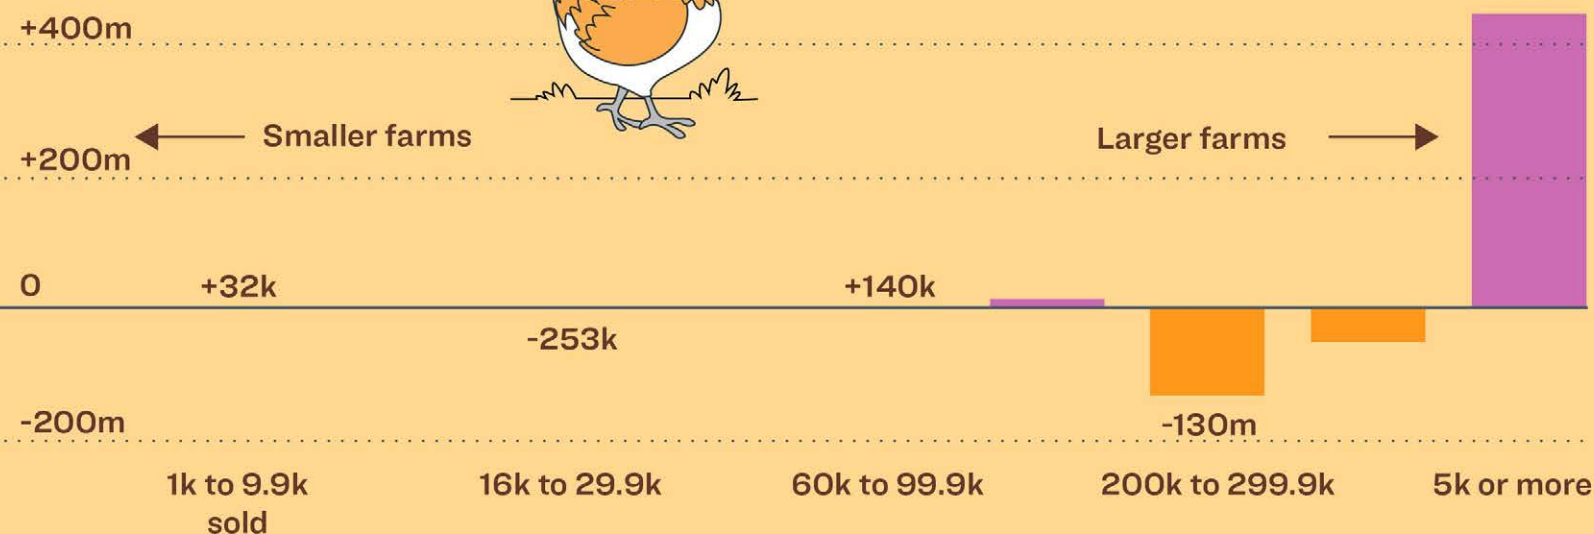 +400m
Smaller farms
Larger farms
+200m
0
+32k
+140k
-253k
-200m
-130m
1k to 9.9k
sold
16k to 29.9k
60k to 99.9k
200k to 299.9k
5k or more